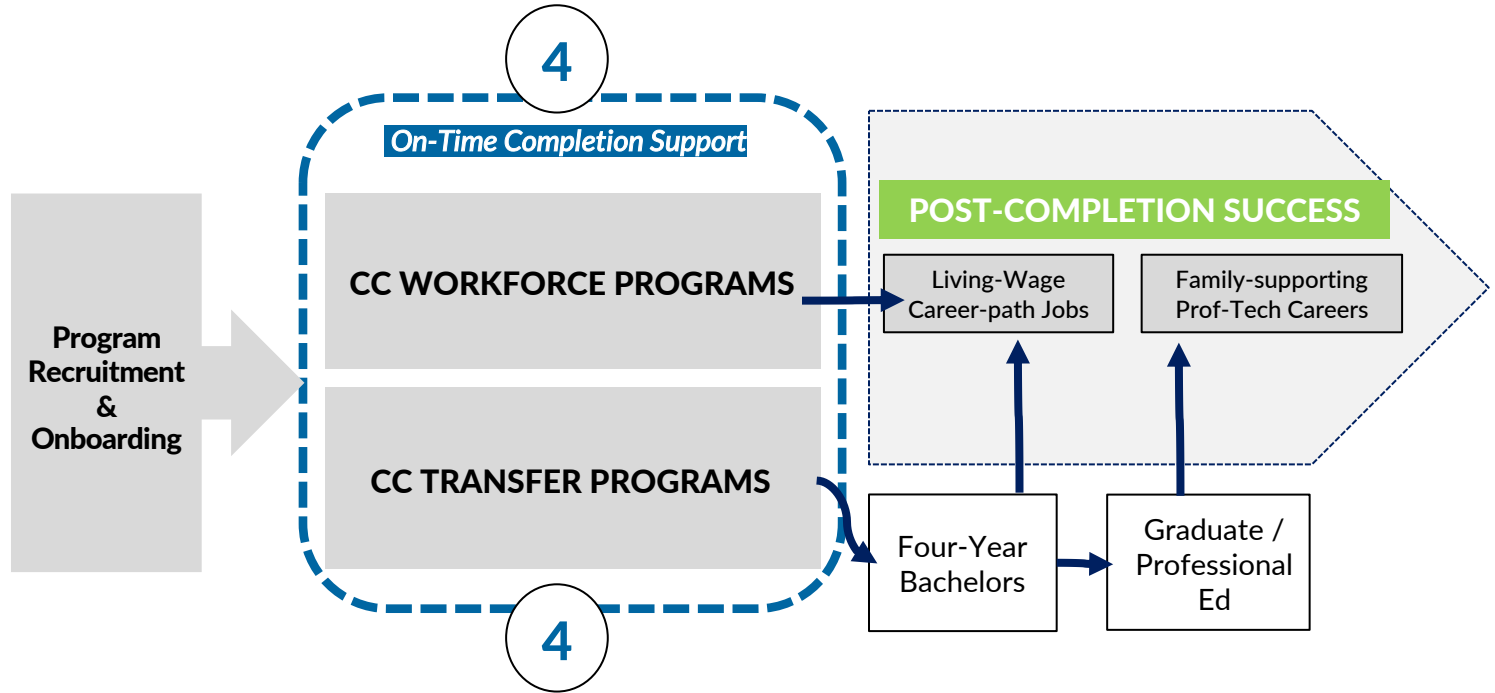 4
On-Time Completion Support
Program
Recruitment
&
Onboarding
CC WORKFORCE PROGRAMS
CC TRANSFER PROGRAMS
4
POST-COMPLETION SUCCESS
Living-Wage
Career-path Jobs
Family-supporting
Prof-Tech Careers
Four-Year
Bachelors
Graduate /
Professional
Ed